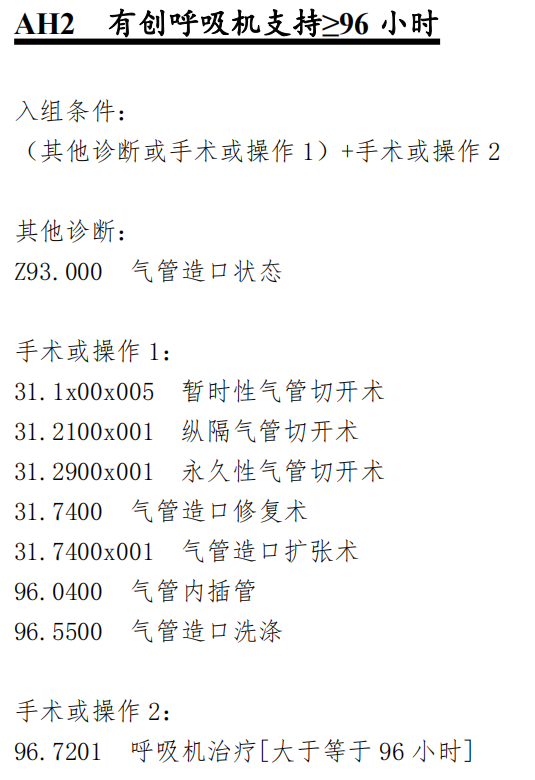 AH2 有创呼吸机支持≥96 小时
入组条件:
（其他诊断或手术或操作 1）+手术或操作 2
其他诊断:
Z93.000 气管造口状态
手术或操作 1:
31.1x00x005 暂时性气管切开术
31.2100x001 纵隔气管切开术
31.2900x001 永久性气管切开术
31.7400 气管造口修复术
31.7400x001 气管造口扩张术
96.0400 气管内插管
96.5500 气管造口洗涤
手术或操作 2:
96.7201 呼吸机治疗[大于等于 96 小时]